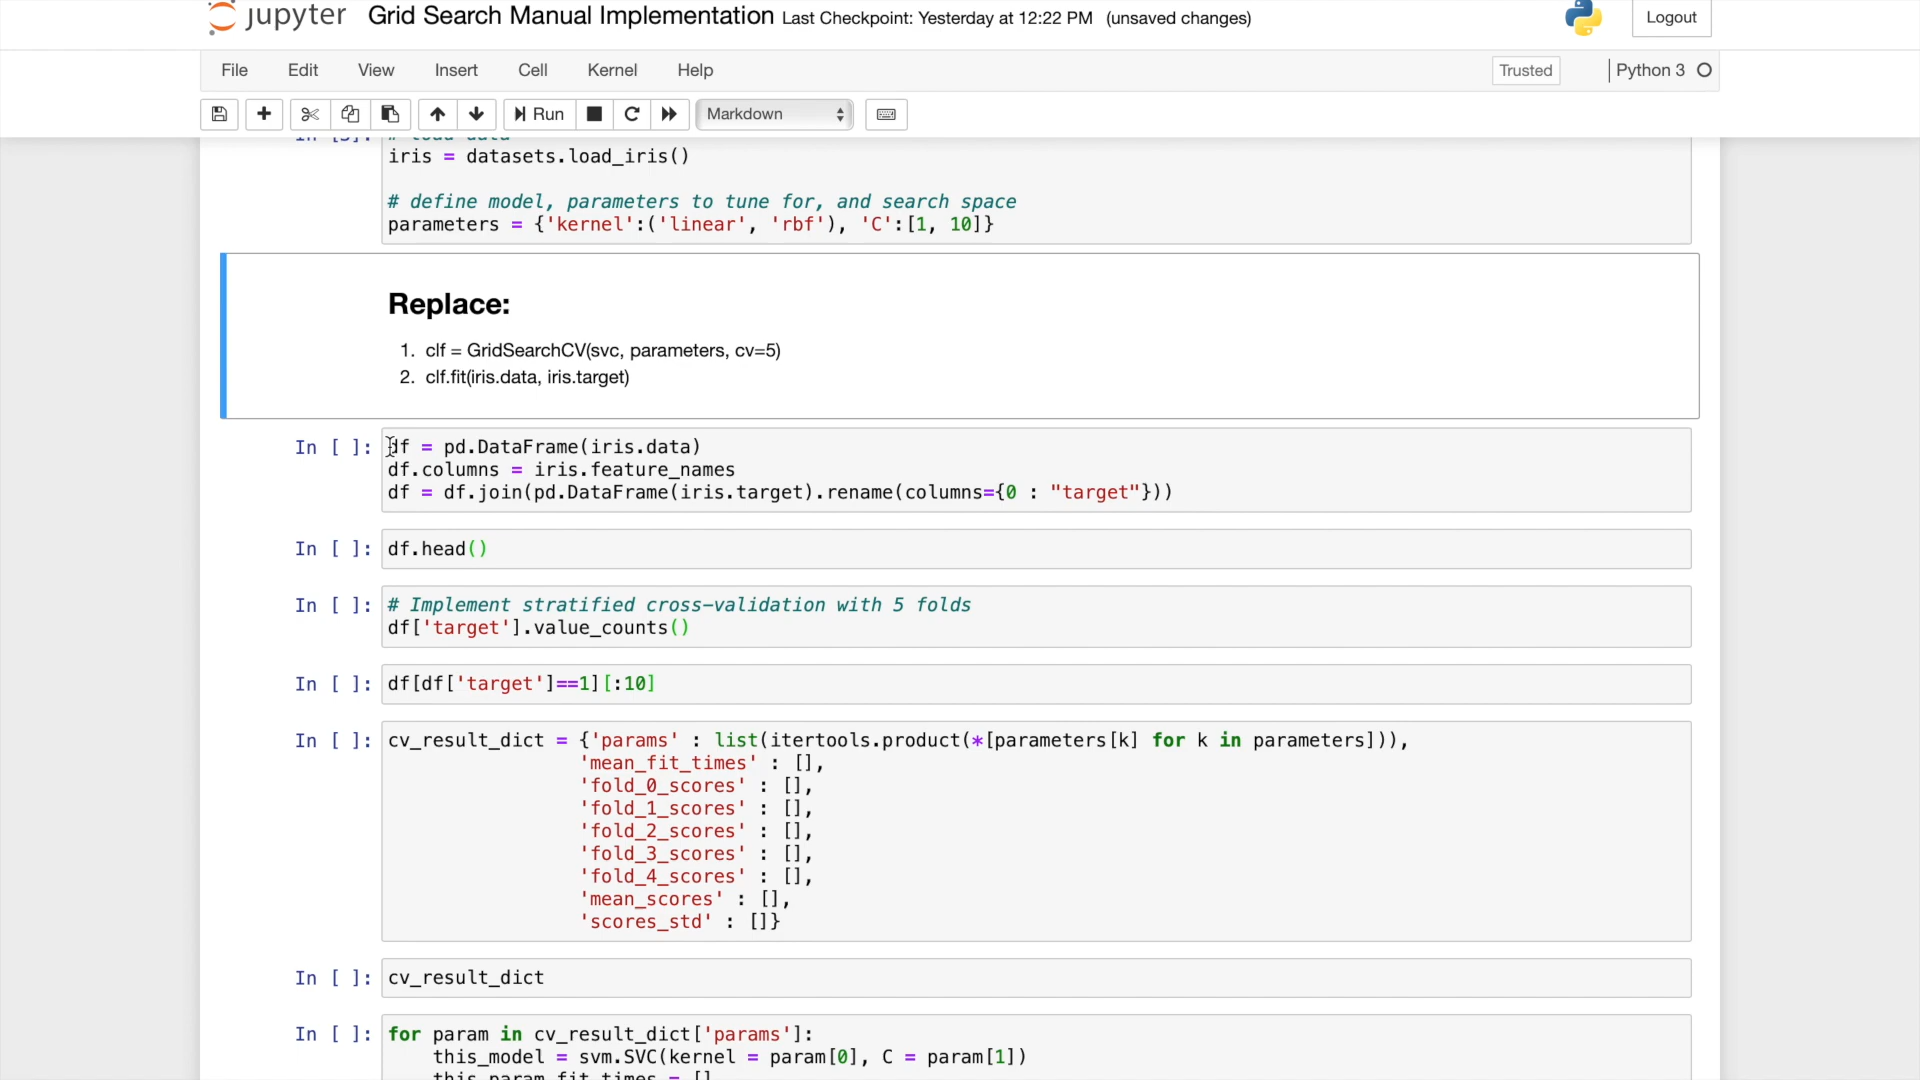 jupyter Grid Search Manual Implementation Last Checkpoint: Yesterday at 12:22 PM (unsaved changes) Logout
File Edit View Insert Cell Kernel Help Trusted Python 3
Run Markdown
In [3]: # load data
iris = datasets.load_iris()
# define model, parameters to tune for, and search space
parameters = {'kernel':('linear', 'rbf'), 'C':[1, 10]}
Replace:
1. clf = GridSearchCV(svc, parameters, cv=5)
2. clf.fit(iris.data, iris.target)
In [ ]: df = pd.DataFrame(iris.data)
df.columns = iris.feature_names
df = df.join(pd.DataFrame(iris.target).rename(columns={0 : "target"}))
In [ ]: df.head()
In [ ]: # Implement stratified cross-validation with 5 folds
df['target'].value_counts()
In [ ]: df[df['target']==1][:10]
In [ ]: cv_result_dict = {'params' : list(itertools.product(*[parameters[k] for k in parameters])),
'mean_fit_times' : [],
'fold_0_scores' : [],
'fold_1_scores' : [],
'fold_2_scores' : [],
'fold_3_scores' : [],
'fold_4_scores' : [],
'mean_scores' : [],
'scores_std' : []}
In [ ]: cv_result_dict
In [ ]: for param in cv_result_dict['params']:
this_model = svm.SVC(kernel = param[0], C = param[1])
this_param_fit_times = []